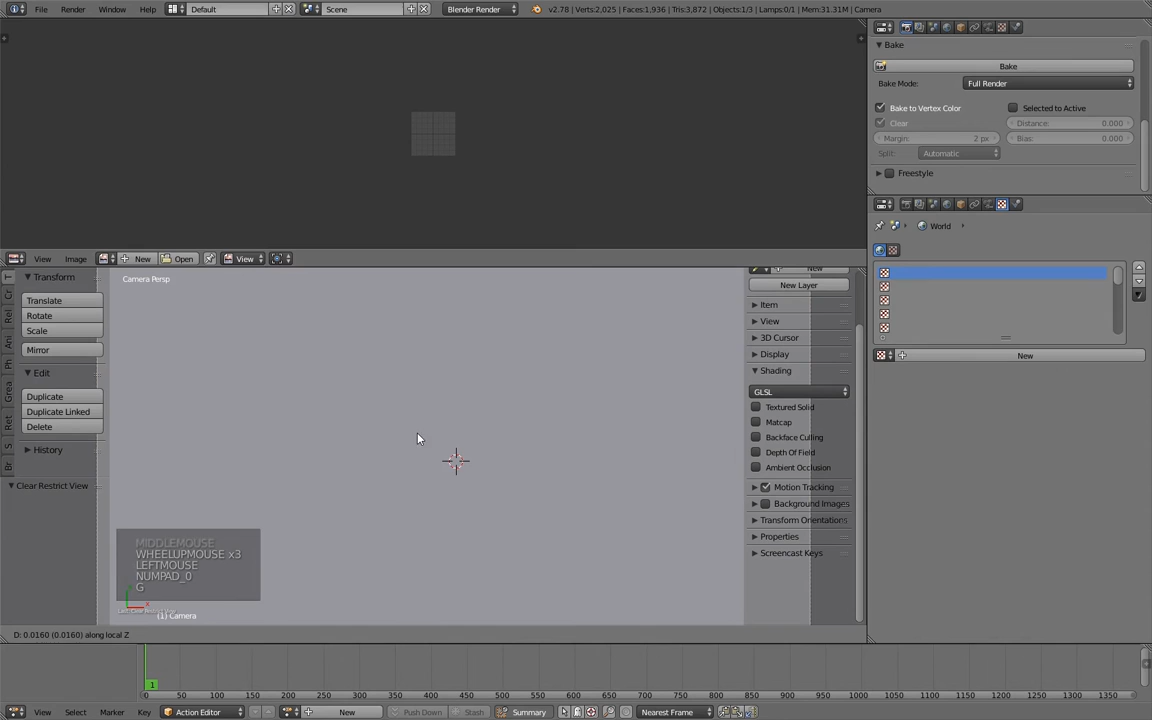 File Render Window Help Default Scene Blender Render v2.78 | Verts:2,025 | Faces:1,936 | Tris:3,872 | Objects:1/3 | Lamps:0/1 | Mem:31.31M | Camera
Bake
Bake
Bake Mode: Full Render
Bake to Vertex Color Selected to Active
Clear Distance: 0.000
Margin: 2 px Bias: 0.000
Split: Automatic
Freestyle
World
New
View Image New Open View
Transform
Translate
Rotate
Scale
Mirror
Edit
Duplicate
Duplicate Linked
Delete
History
Clear Restrict View
T
Cr
Rel
Ani
Ph
Grea
Ret
S
Br
Camera Persp
New
New Layer
Item
View
3D Cursor
Display
Shading
GLSL
Textured Solid
Matcap
Backface Culling
Depth Of Field
Ambient Occlusion
Motion Tracking
Background Images
Transform Orientations
Properties
Screencast Keys
MIDDLEMOUSE
WHEELUPMOUSE x3
LEFTMOUSE
NUMPAD_0
G
x
(1) Camera
D: 0.0160 (0.0160) along local Z
1
0 50 100 150 200 250 300 350 400 450 500 550 600 650 700 750 800 850 900 950 1000 1050 1100 1150 1200 1250 1300 1350
View Select Marker Key Action Editor New Push Down Stash Summary Nearest Frame